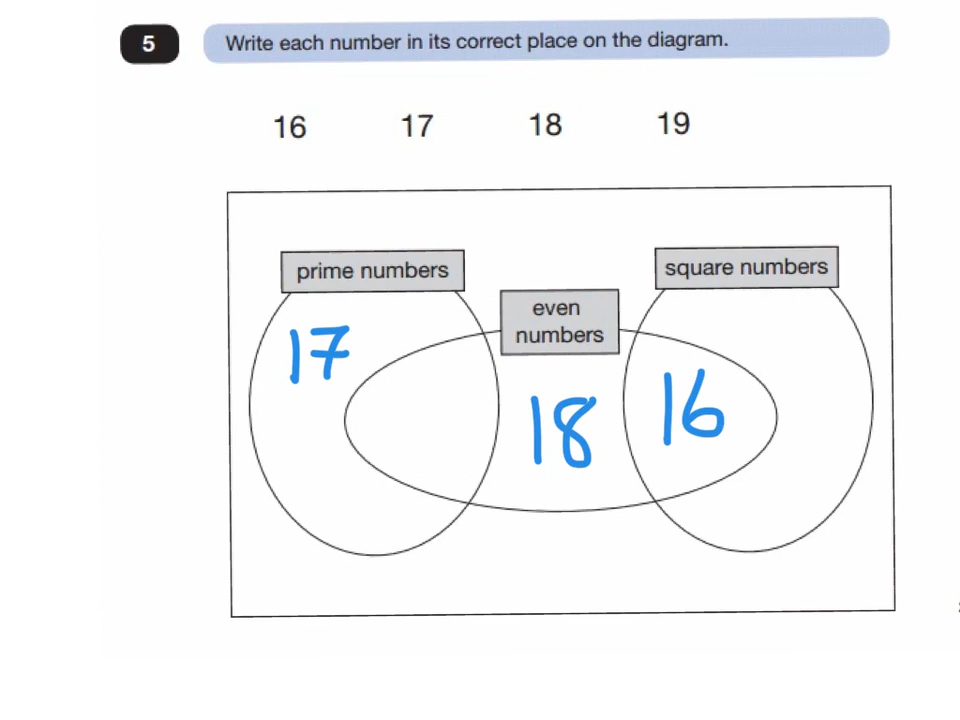 5 Write each number in its correct place on the diagram.
16 17 18 19
prime numbers
square numbers
even
numbers
17
18
16